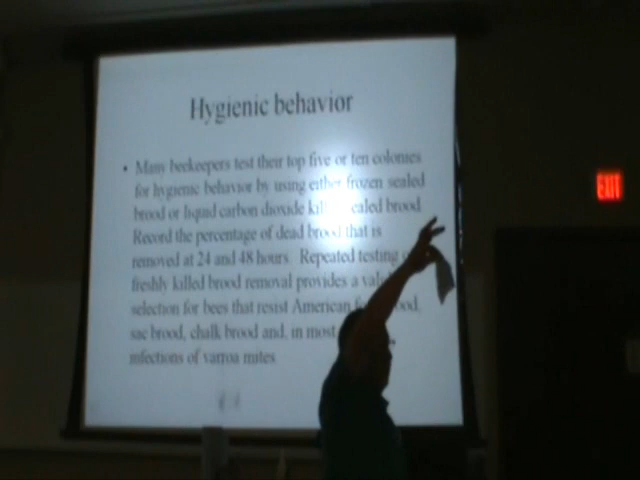 Hygienic behavior
• Many beekeepers test their top five or ten colonies
for hygienic behavior by using either frozen sealed
brood or liquid carbon dioxide sealed brood
Record the percentage of dead brood that is
removed at 24 and 48 hours. Repeated testing
freshly killed brood removal provides a
selection for bees that resist American
sac brood, chalk brood and, in most
infections of varroa mites
EXIT